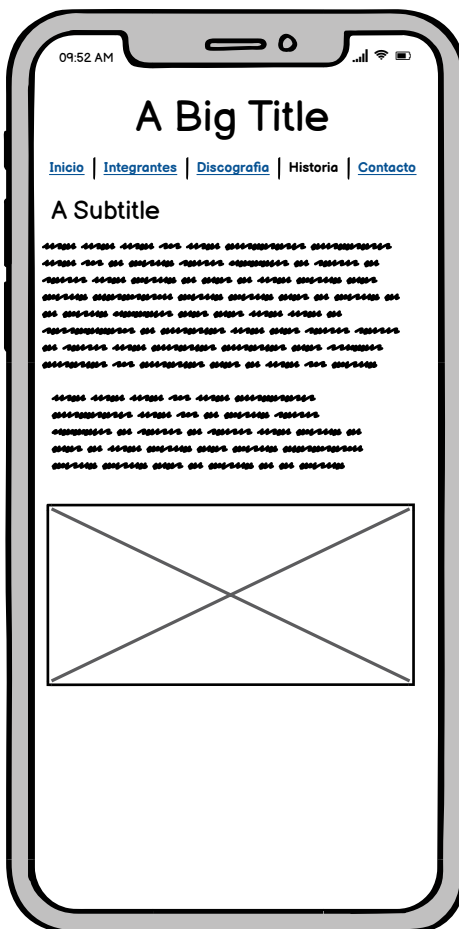 09:52 AM
A Big Title
Inicio | Integrantes | Discografia | Historia | Contacto
A Subtitle